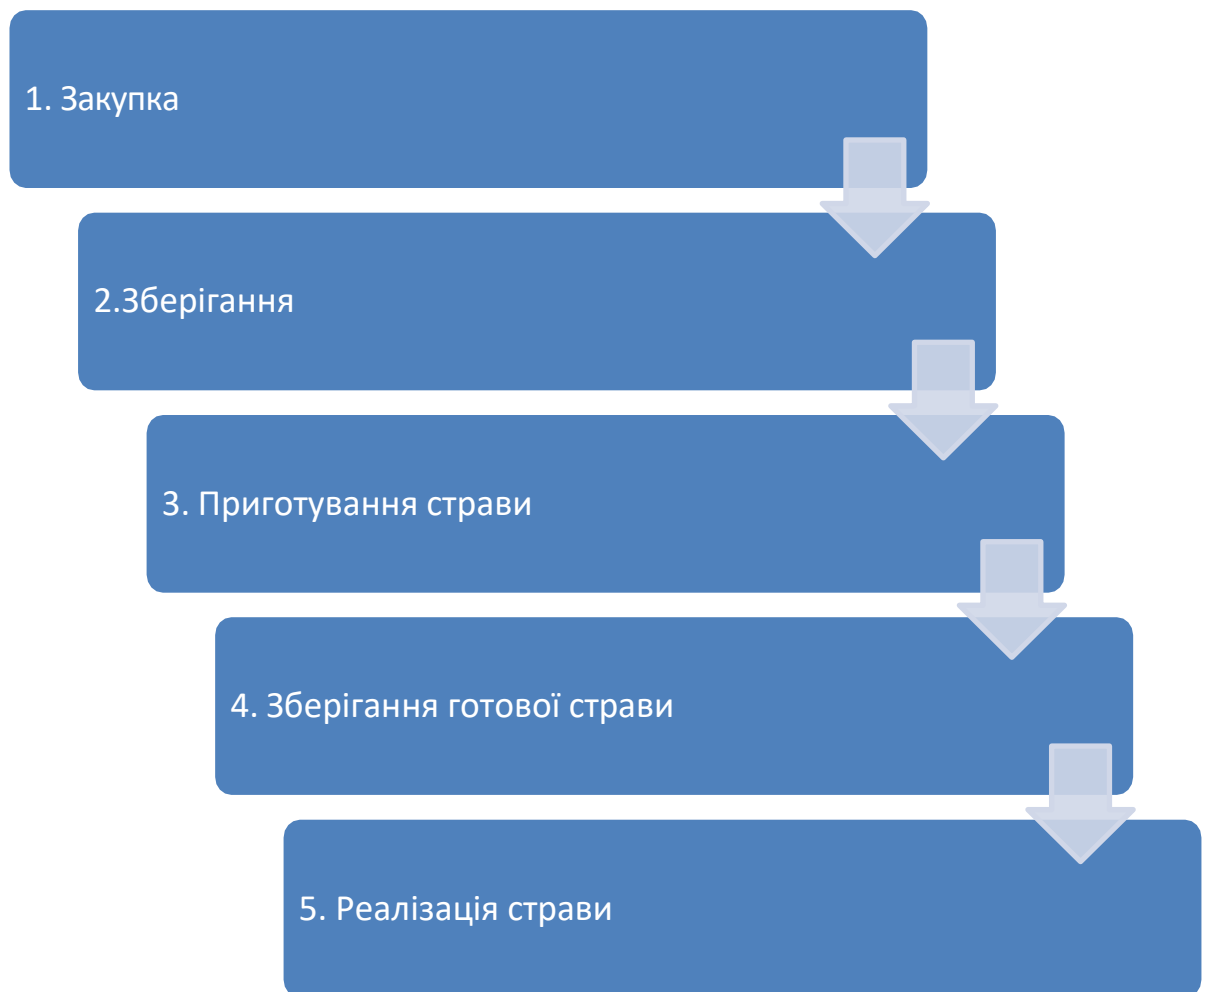 1. Закупка
2.Зберігання
3. Приготування страви
4. Зберігання готової страви
5. Реалізація страви